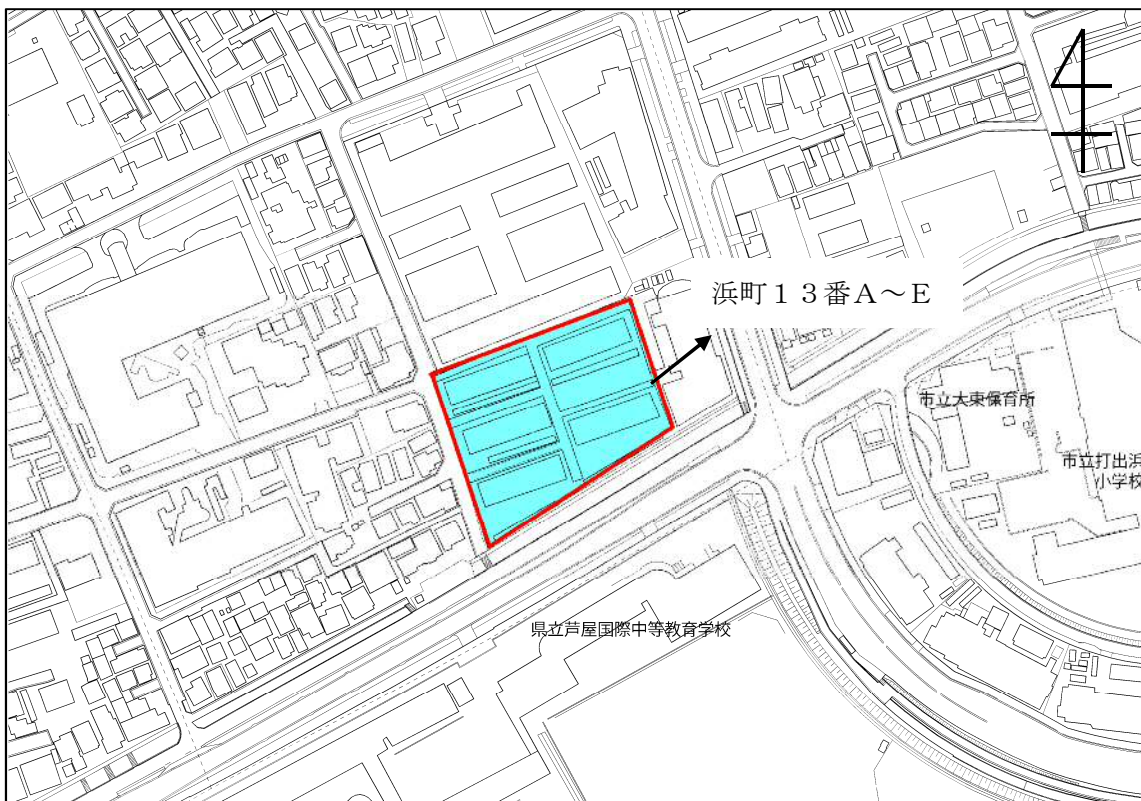 浜町１３番A～E
市立大東保育所
市立打出浜
小学校
県立芦屋国際中等教育学校